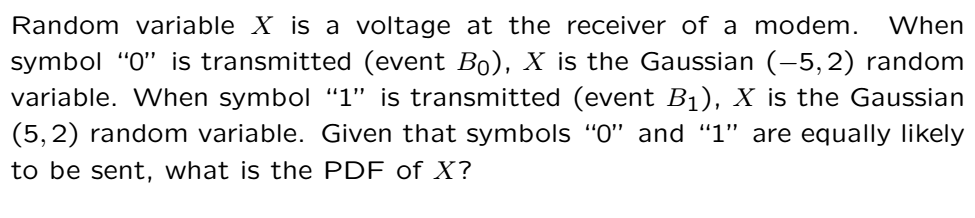 Random variable X is a voltage at the receiver of a modem. When
symbol “0” is transmitted (event B₀), X is the Gaussian (−5, 2) random
variable. When symbol “1” is transmitted (event B₁), X is the Gaussian
(5, 2) random variable. Given that symbols “0” and “1” are equally likely
to be sent, what is the PDF of X?